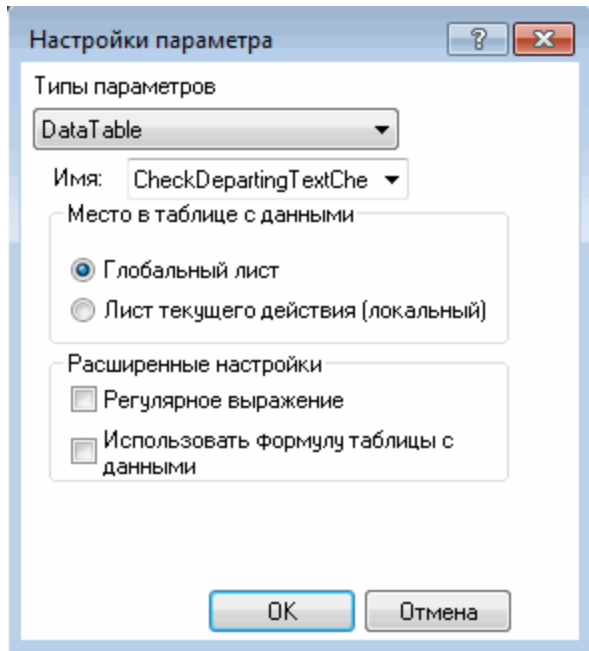 Настройки параметра
Типы параметров
DataTable
Имя: CheckDepartingTextChe
Место в таблице с данными
Глобальный лист
Лист текущего действия (локальный)
Расширенные настройки
Регулярное выражение
Использовать формулу таблицы с
данными
OK Отмена